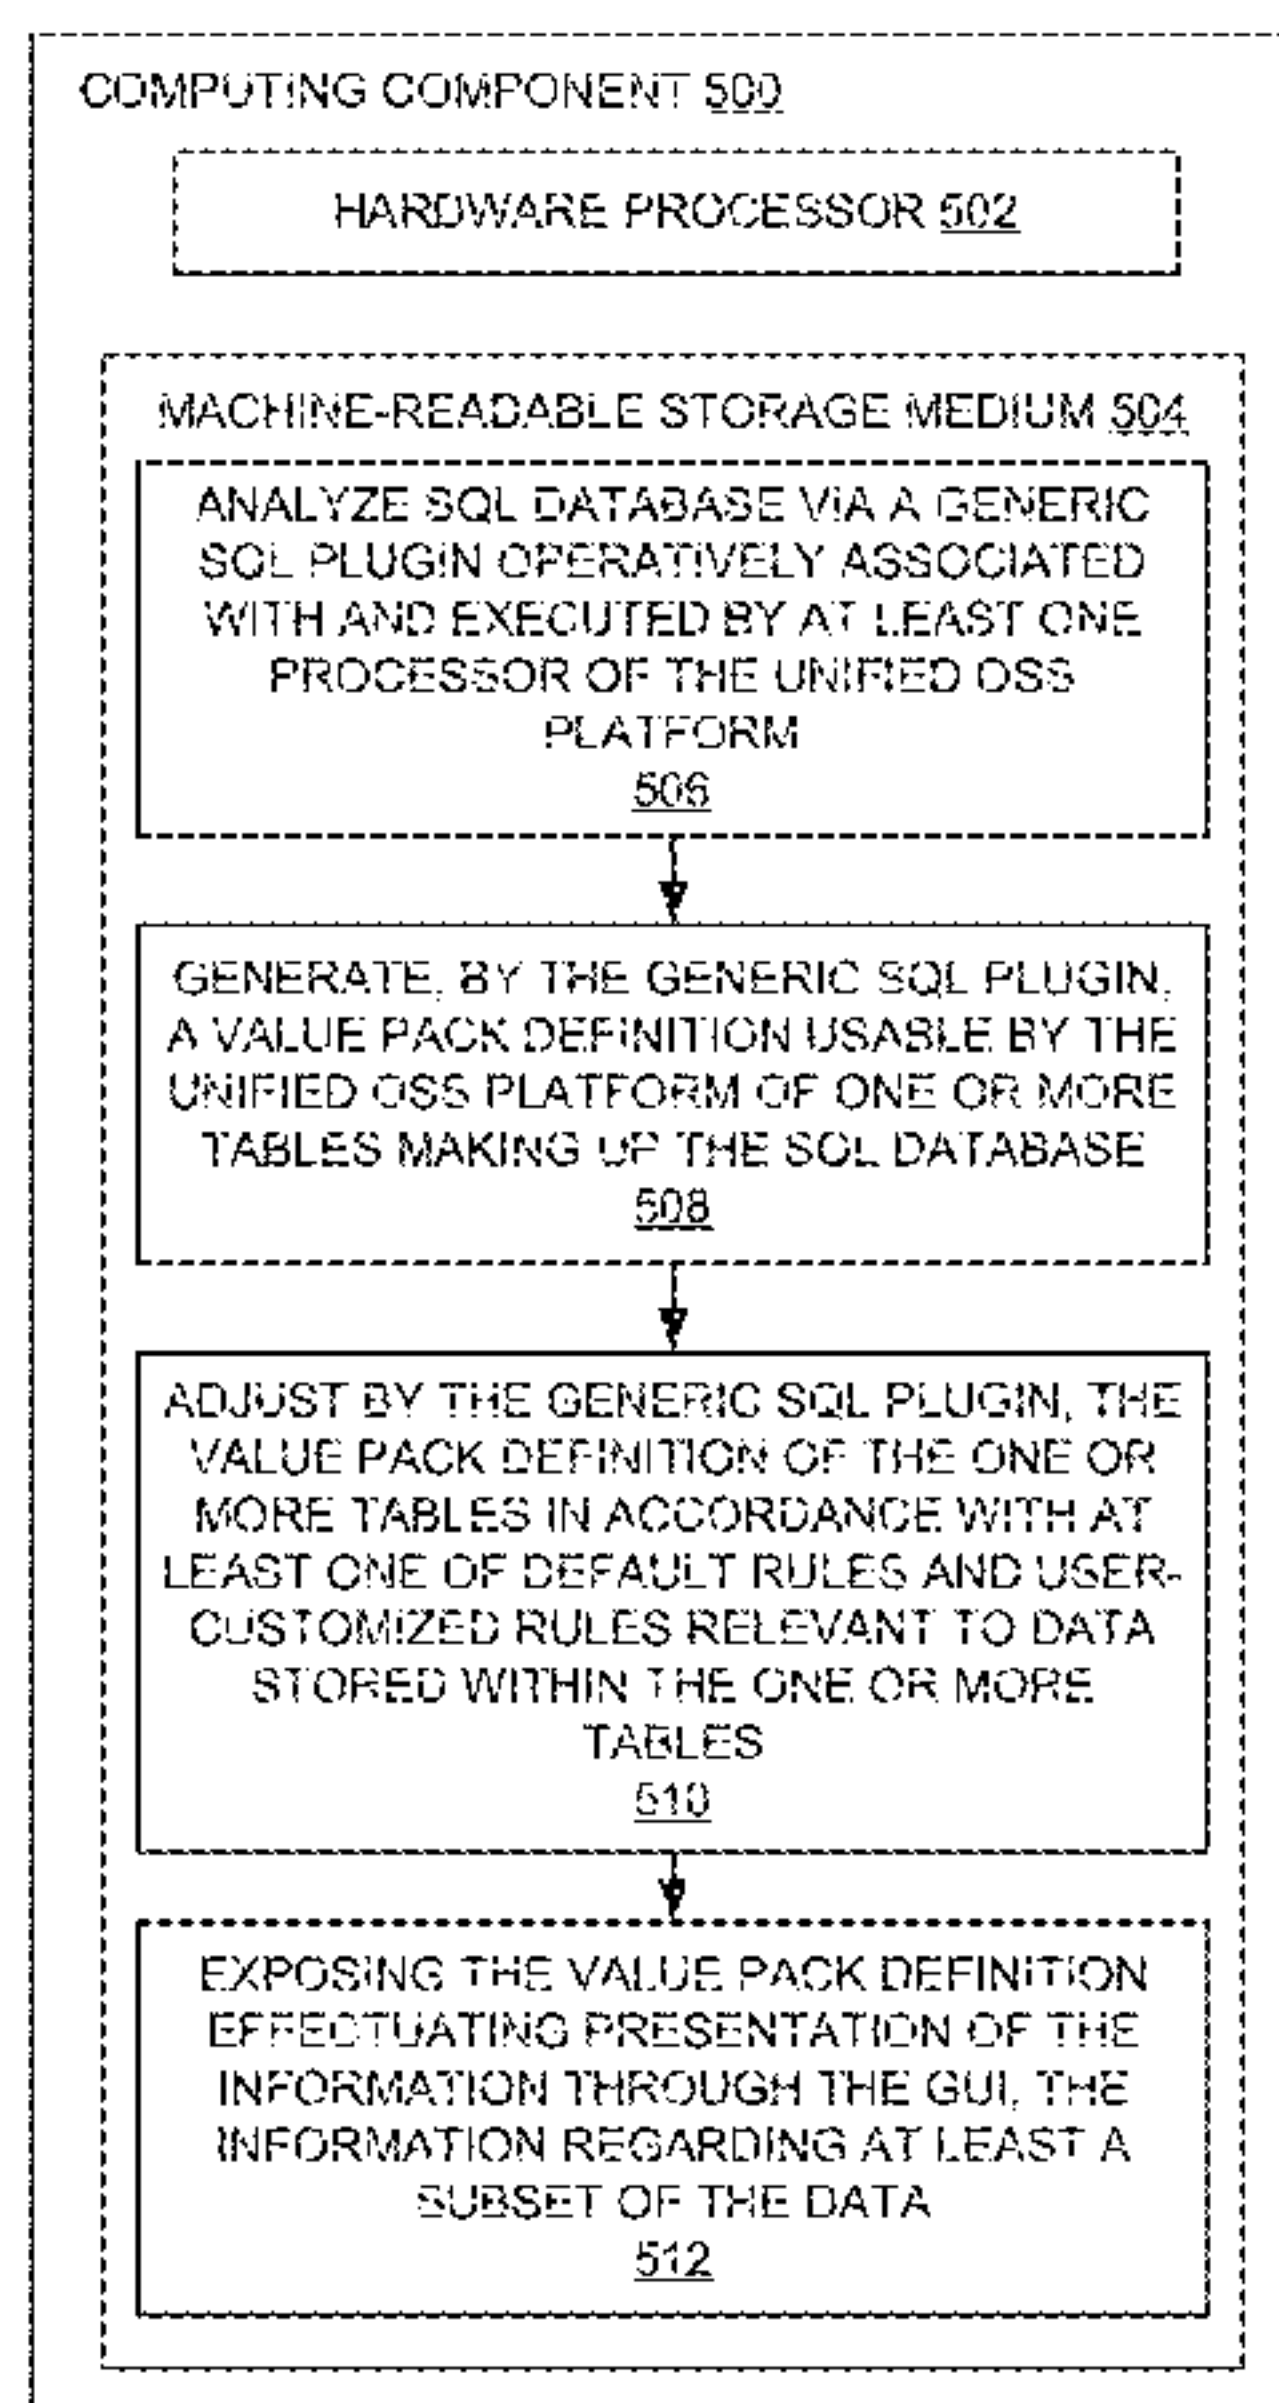 COMPUTING COMPONENT 500
HARDWARE PROCESSOR 502
MACHINE-READABLE STORAGE MEDIUM 504
ANALYZE SQL DATABASE VIA A GENERIC
SQL PLUGIN OPERATIVELY ASSOCIATED
WITH AND EXECUTED BY AT LEAST ONE
PROCESSOR OF THE UNIFIED OSS
PLATFORM
506
GENERATE, BY THE GENERIC SQL PLUGIN,
A VALUE PACK DEFINITION USABLE BY THE
UNIFIED OSS PLATFORM OF ONE OR MORE
TABLES MAKING UP THE SQL DATABASE
508
ADJUST BY THE GENERIC SQL PLUGIN, THE
VALUE PACK DEFINITION OF THE ONE OR
MORE TABLES IN ACCORDANCE WITH AT
LEAST ONE OF DEFAULT RULES AND USER-
CUSTOMIZED RULES RELEVANT TO DATA
STORED WITHIN THE ONE OR MORE
TABLES
510
EXPOSING THE VALUE PACK DEFINITION
EFFECTUATING PRESENTATION OF THE
INFORMATION THROUGH THE GUI, THE
INFORMATION REGARDING AT LEAST A
SUBSET OF THE DATA
512